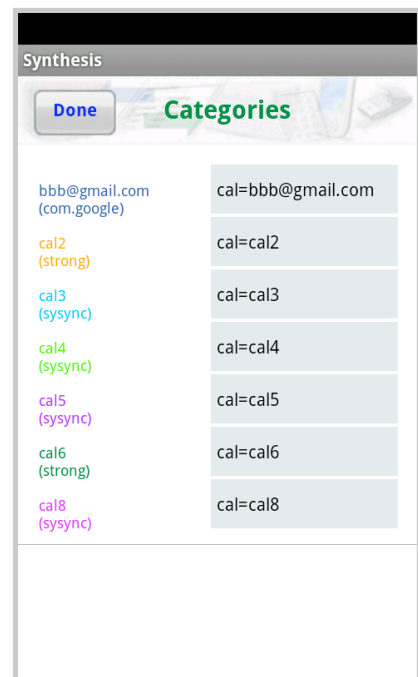 Synthesis
Done
Categories
bbb@gmail.com
(com.google)
cal=bbb@gmail.com
cal2
(strong)
cal=cal2
cal3
(sysync)
cal=cal3
cal4
(sysync)
cal=cal4
cal5
(sysync)
cal=cal5
cal6
(strong)
cal=cal6
cal8
(sysync)
cal=cal8